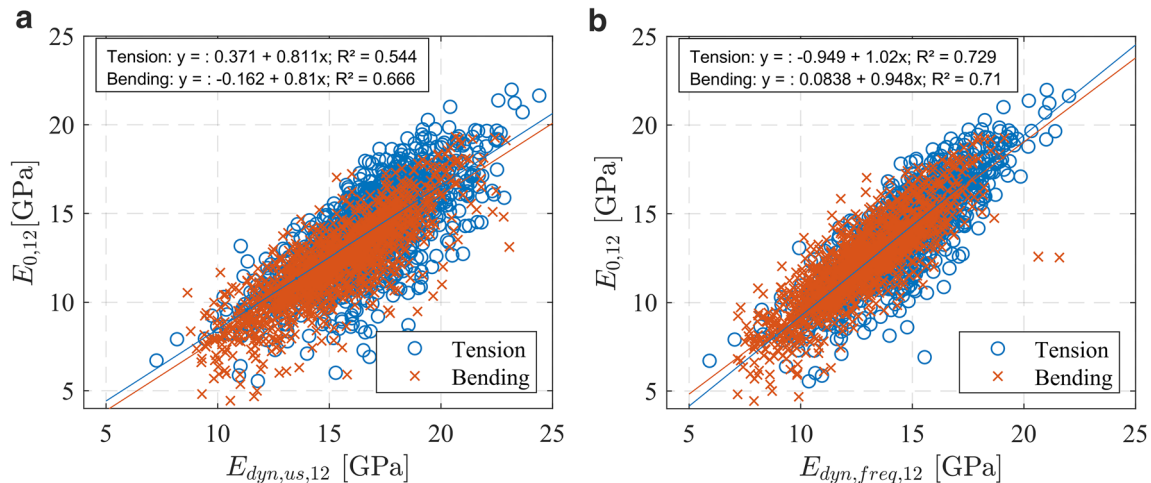 a
25
20
15
10
5
Tension: y = : 0.371 + 0.811x; R² = 0.544
Bending: y = : -0.162 + 0.81x; R² = 0.666
Tension
Bending
5
10
15
20
25
E0,12[GPa]
Edyn,us,12 [GPa]
b
25
20
15
10
5
Tension: y = : -0.949 + 1.02x; R² = 0.729
Bending: y = : 0.0838 + 0.948x; R² = 0.71
Tension
Bending
5
10
15
20
25
E0,12 [GPa]
Edyn,freq,12 [GPa]